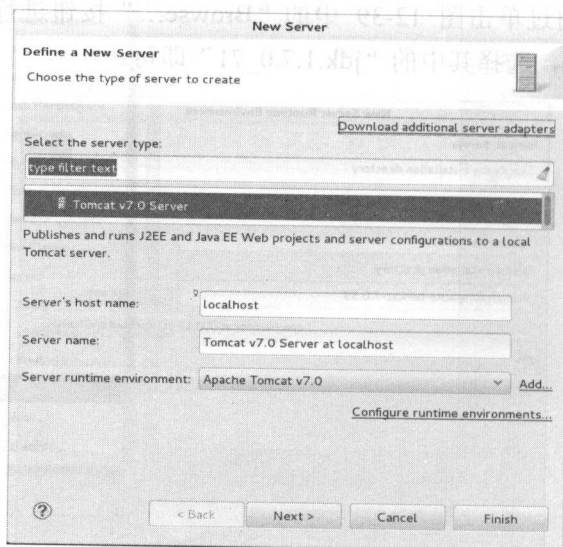 New Server
Define a New Server
Choose the type of server to create
Download additional server adapters
Select the server type:
type filter text
Tomcat v7.0 Server
Publishes and runs J2EE and Java EE Web projects and server configurations to a local
Tomcat server.
Server's host name:
localhost
Server name:
Tomcat v7.0 Server at localhost
Server runtime environment:
Apache Tomcat v7.0
Add...
Configure runtime environments...
< Back
Next >
Cancel
Finish